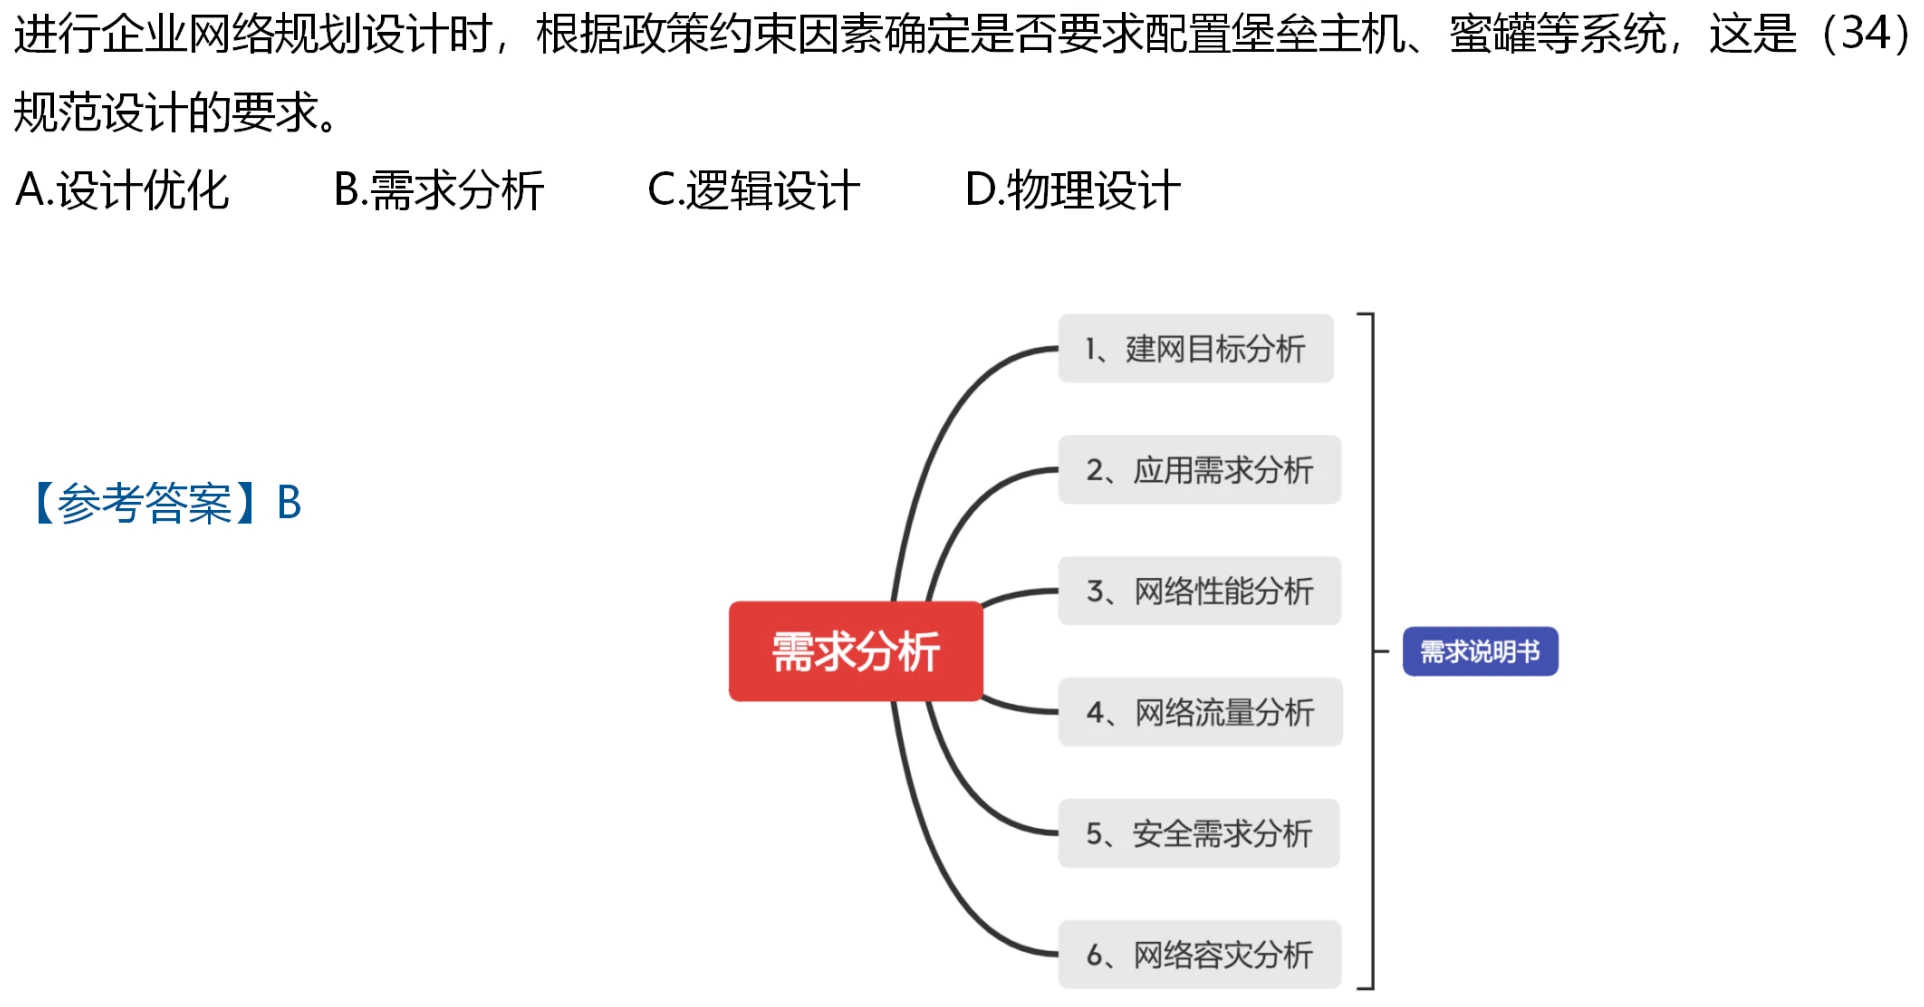 进行企业网络规划设计时，根据政策约束因素确定是否要求配置堡垒主机、蜜罐等系统，这是（34）
规范设计的要求。
A.设计优化 B.需求分析 C.逻辑设计 D.物理设计
【参考答案】B
需求分析
1、建网目标分析
2、应用需求分析
3、网络性能分析
4、网络流量分析
5、安全需求分析
6、网络容灾分析
需求说明书